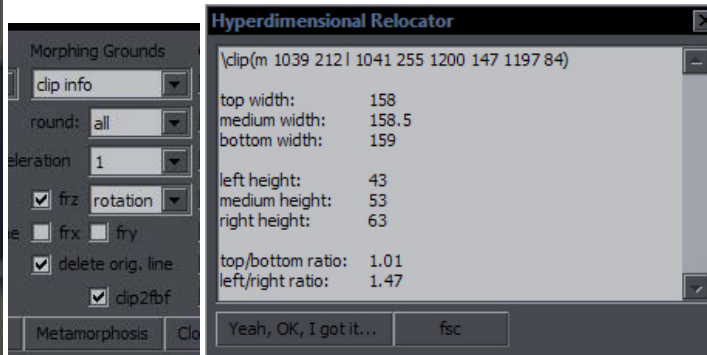 Morphing Grounds
clip info
round: all
eleration 1
frz rotation
e frx fry
delete orig. line
clip2fbf
Metamorphosis Clo
Hyperdimensional Relocator
\clip(m 1039 212 l 1041 255 1200 147 1197 84)
top width: 158
medium width: 158.5
bottom width: 159
left height: 43
medium height: 53
right height: 63
top/bottom ratio: 1.01
left/right ratio: 1.47
Yeah, OK, I got it... fsc